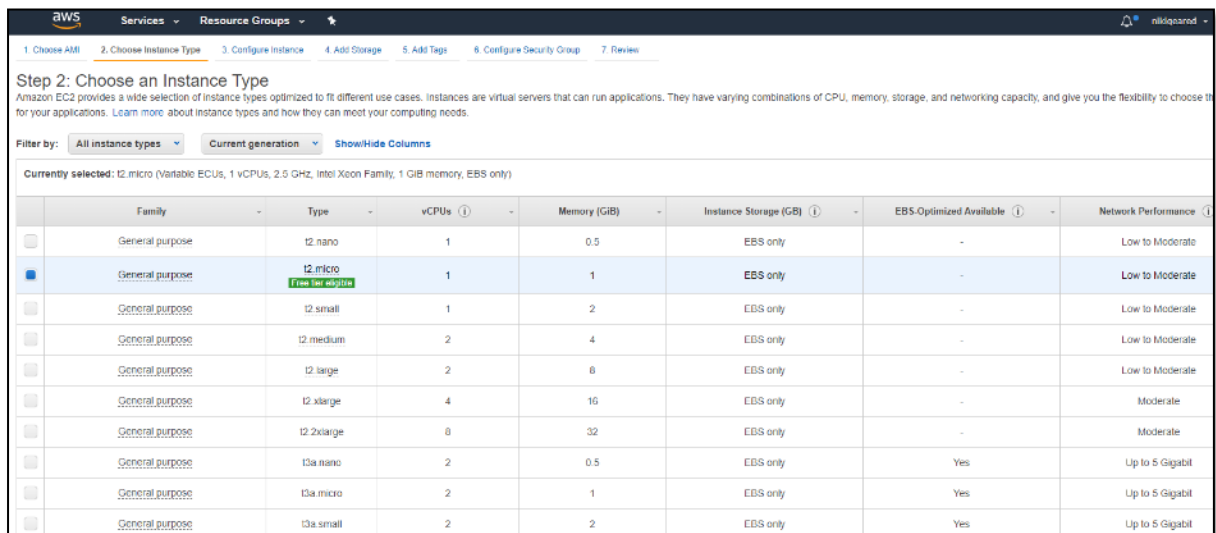 aws Services Resource Groups nikigeared
1. Choose AMI 2. Choose Instance Type 3. Configure Instance 4. Add Storage 5. Add Tags 6. Configure Security Group 7. Review
Step 2: Choose an Instance Type
Amazon EC2 provides a wide selection of instance types optimized to fit different use cases. Instances are virtual servers that can run applications. They have varying combinations of CPU, memory, storage, and networking capacity, and give you the flexibility to choose th
for your applications. Learn more about instance types and how they can meet your computing needs.
Filter by: All instance types Current generation Show/Hide Columns
Currently selected: t2.micro (Variable ECUs, 1 vCPUs, 2.5 GHz, Intel Xeon Family, 1 GiB memory, EBS only)
Family Type vCPUs Memory (GiB) Instance Storage (GB) EBS-Optimized Available Network Performance
General purpose t2.nano 1 0.5 EBS only - Low to Moderate
General purpose t2.micro 1 1 EBS only - Low to Moderate
Free tier eligible
General purpose t2.small 1 2 EBS only - Low to Moderate
General purpose t2.medium 2 4 EBS only - Low to Moderate
General purpose t2.large 2 8 EBS only - Low to Moderate
General purpose t2.xlarge 4 16 EBS only - Moderate
General purpose t2.2xlarge 8 32 EBS only - Moderate
General purpose t3a.nano 2 0.5 EBS only Yes Up to 5 Gigabit
General purpose t3a.micro 2 1 EBS only Yes Up to 5 Gigabit
General purpose t3a.small 2 2 EBS only Yes Up to 5 Gigabit